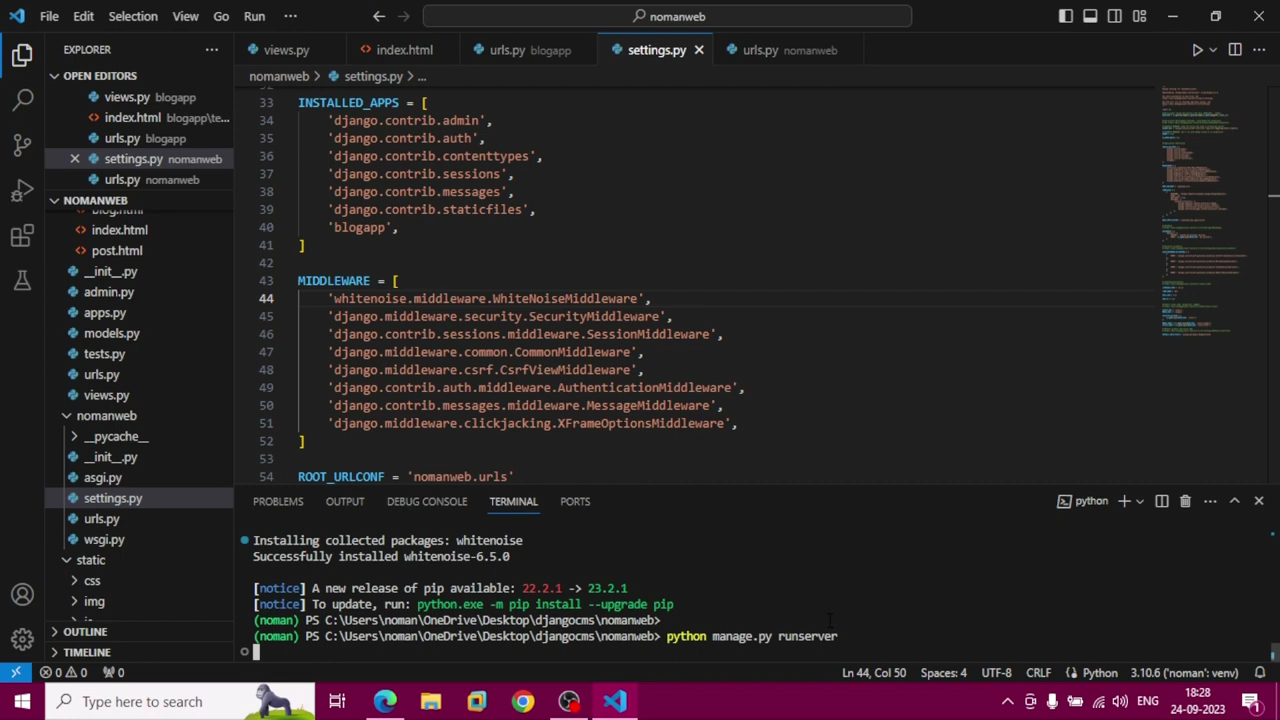 File Edit Selection View Go Run ··· nomanweb
EXPLORER ···
views.py index.html urls.py blogapp settings.py urls.py nomanweb
nomanweb > settings.py > ...
OPEN EDITORS
views.py blogapp
index.html blogapp\te...
urls.py blogapp
settings.py nomanweb
urls.py nomanweb
NOMANWEB
blog.html
index.html
post.html
__init__.py
admin.py
apps.py
models.py
tests.py
urls.py
views.py
nomanweb
__pycache__
__init__.py
asgi.py
settings.py
urls.py
wsgi.py
static
css
img
OUTLINE
TIMELINE
32
33 INSTALLED_APPS = [
34 'django.contrib.admin',
35 'django.contrib.auth',
36 'django.contrib.contenttypes',
37 'django.contrib.sessions',
38 'django.contrib.messages',
39 'django.contrib.staticfiles',
40 'blogapp',
41 ]
42
43 MIDDLEWARE = [
44 'whitenoise.middleware.WhiteNoiseMiddleware',
45 'django.middleware.security.SecurityMiddleware',
46 'django.contrib.sessions.middleware.SessionMiddleware',
47 'django.middleware.common.CommonMiddleware',
48 'django.middleware.csrf.CsrfViewMiddleware',
49 'django.contrib.auth.middleware.AuthenticationMiddleware',
50 'django.contrib.messages.middleware.MessageMiddleware',
51 'django.middleware.clickjacking.XFrameOptionsMiddleware',
52 ]
53
54 ROOT_URLCONF = 'nomanweb.urls'
PROBLEMS OUTPUT DEBUG CONSOLE TERMINAL PORTS python
Installing collected packages: whitenoise
Successfully installed whitenoise-6.5.0
[notice] A new release of pip available: 22.2.1 -> 23.2.1
[notice] To update, run: python.exe -m pip install --upgrade pip
(noman) PS C:\Users\noman\OneDrive\Desktop\djangocms\nomanweb>
(noman) PS C:\Users\noman\OneDrive\Desktop\djangocms\nomanweb> python manage.py runserver
0 0 0 Ln 44, Col 50 Spaces: 4 UTF-8 CRLF Python 3.10.6 ('noman': venv)
Type here to search ENG 18:28
24-09-2023 1